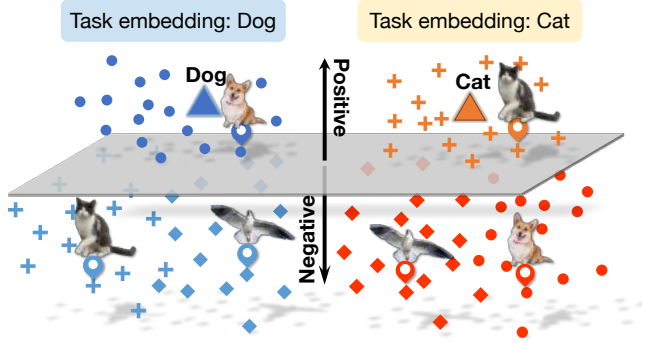 Task embedding: Dog
Task embedding: Cat
Dog
Cat
Positive
Negative